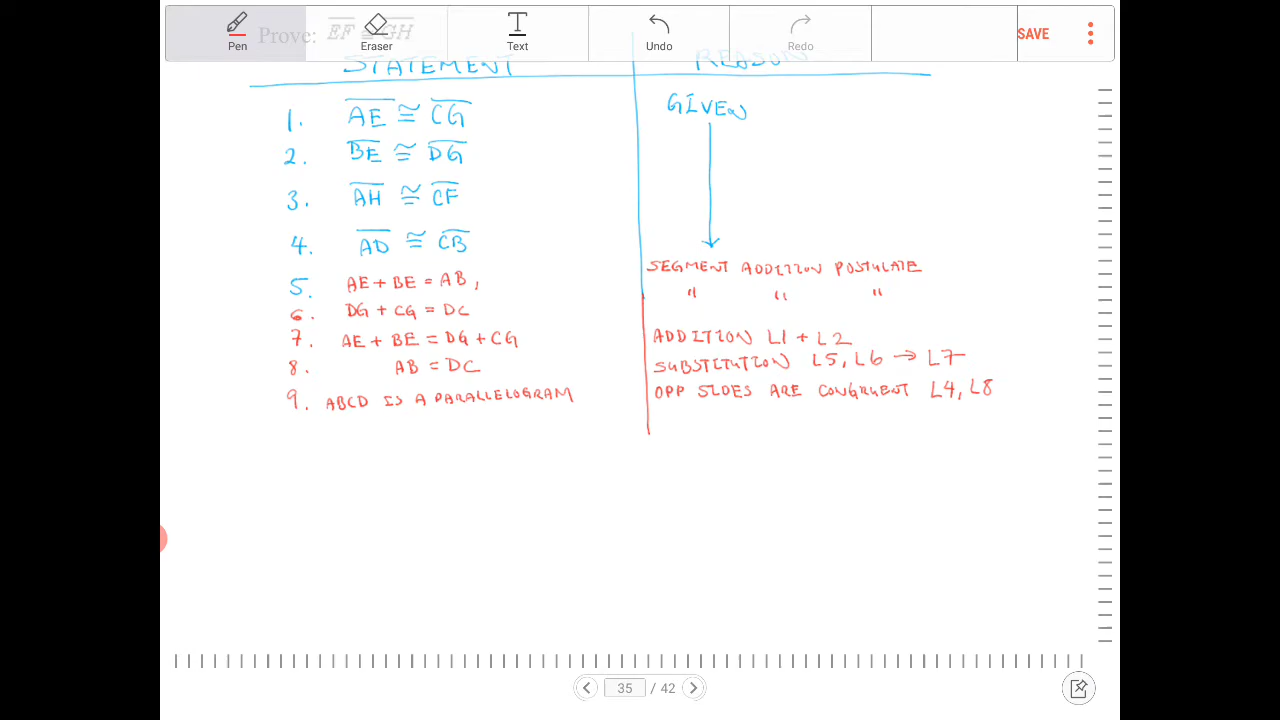 Prove: EF ≅ GH
Pen
Eraser
Text
Undo
Redo
SAVE
STATEMENT REASON
1. AE ≅ CG GIVEN
2. BE ≅ DG
3. AH ≅ CF
4. AD ≅ CB
5. AE + BE = AB, SEGMENT ADDITION POSTULATE
6. DG + CG = DC " " "
7. AE + BE = DG + CG ADDITION L1 + L2
8. AB = DC SUBSTITUTION L5, L6 → L7
9. ABCD IS A PARALLELOGRAM OPP SIDES ARE CONGRUENT L4, L8
35 / 42